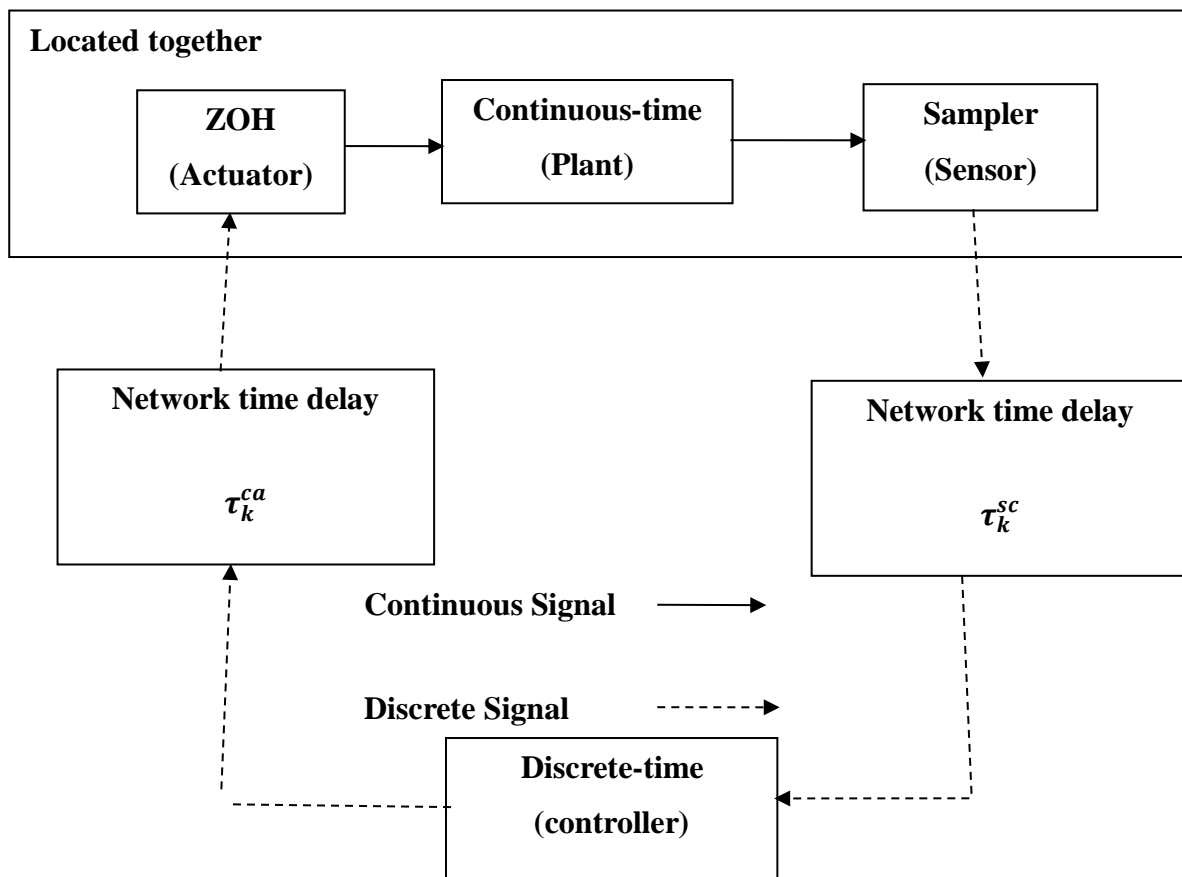 Located together
ZOH
(Actuator)
Continuous-time
(Plant)
Sampler
(Sensor)
Network time delay
τ_k^{ca}
Network time delay
τ_k^{sc}
Continuous Signal
Discrete Signal
Discrete-time
(controller)